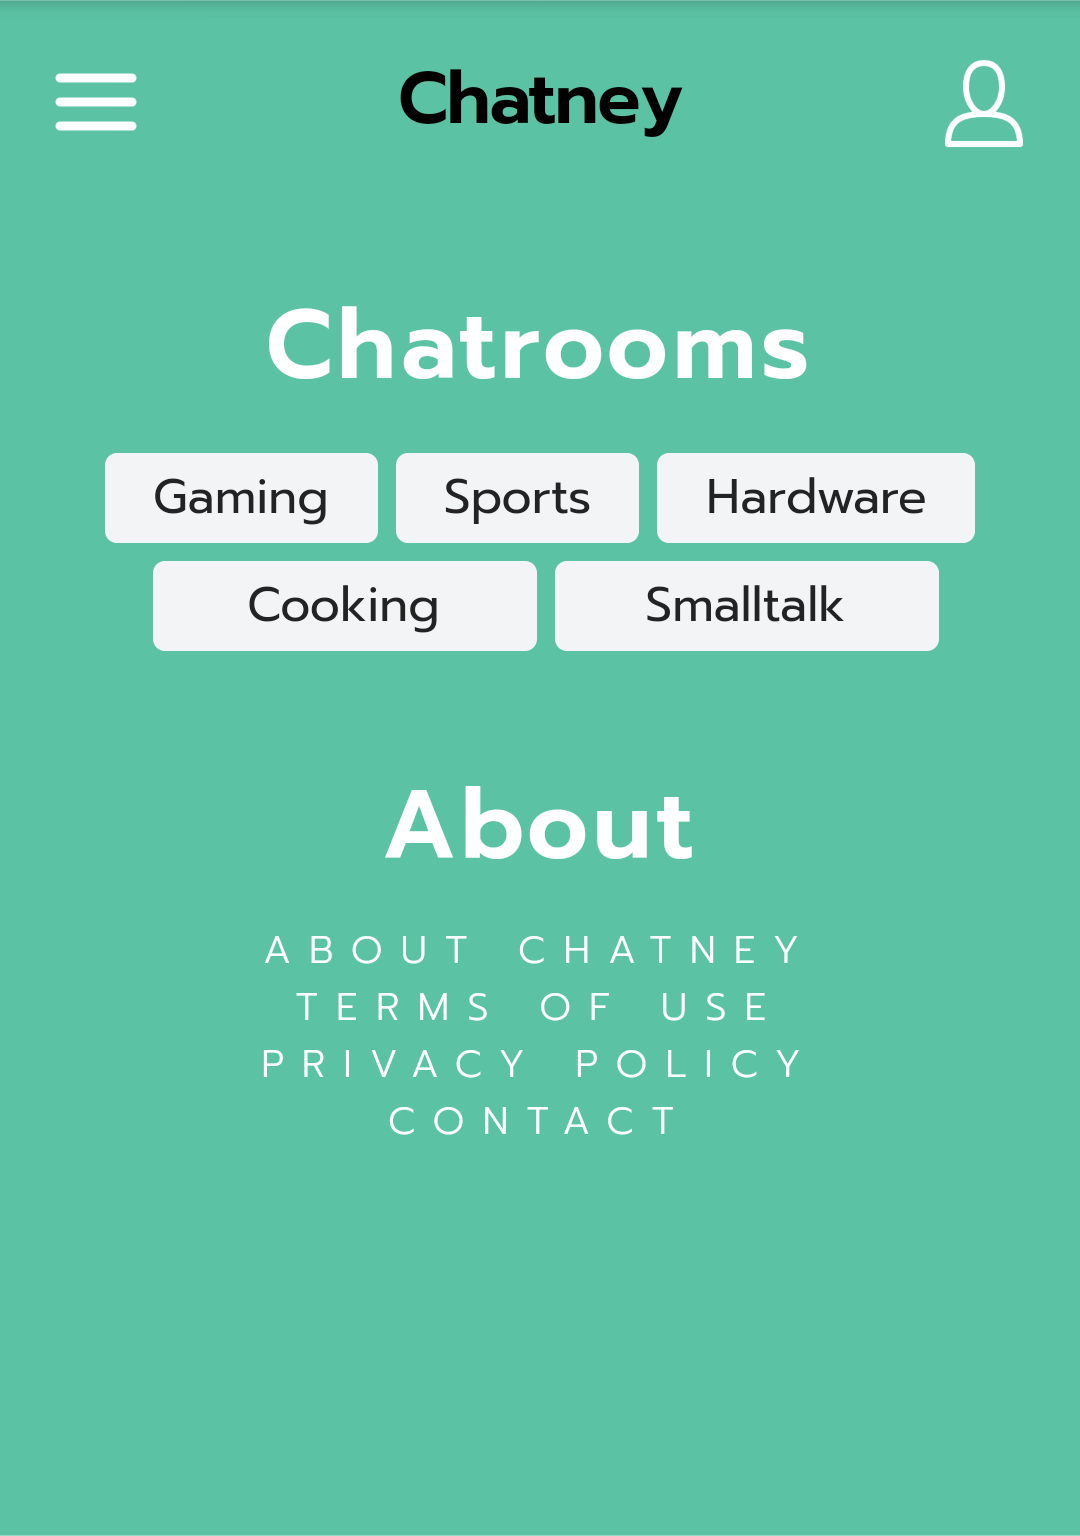 Chatney
Chatrooms
Gaming Sports Hardware
Cooking Smalltalk
About
ABOUT CHATNEY
TERMS OF USE
PRIVACY POLICY
CONTACT